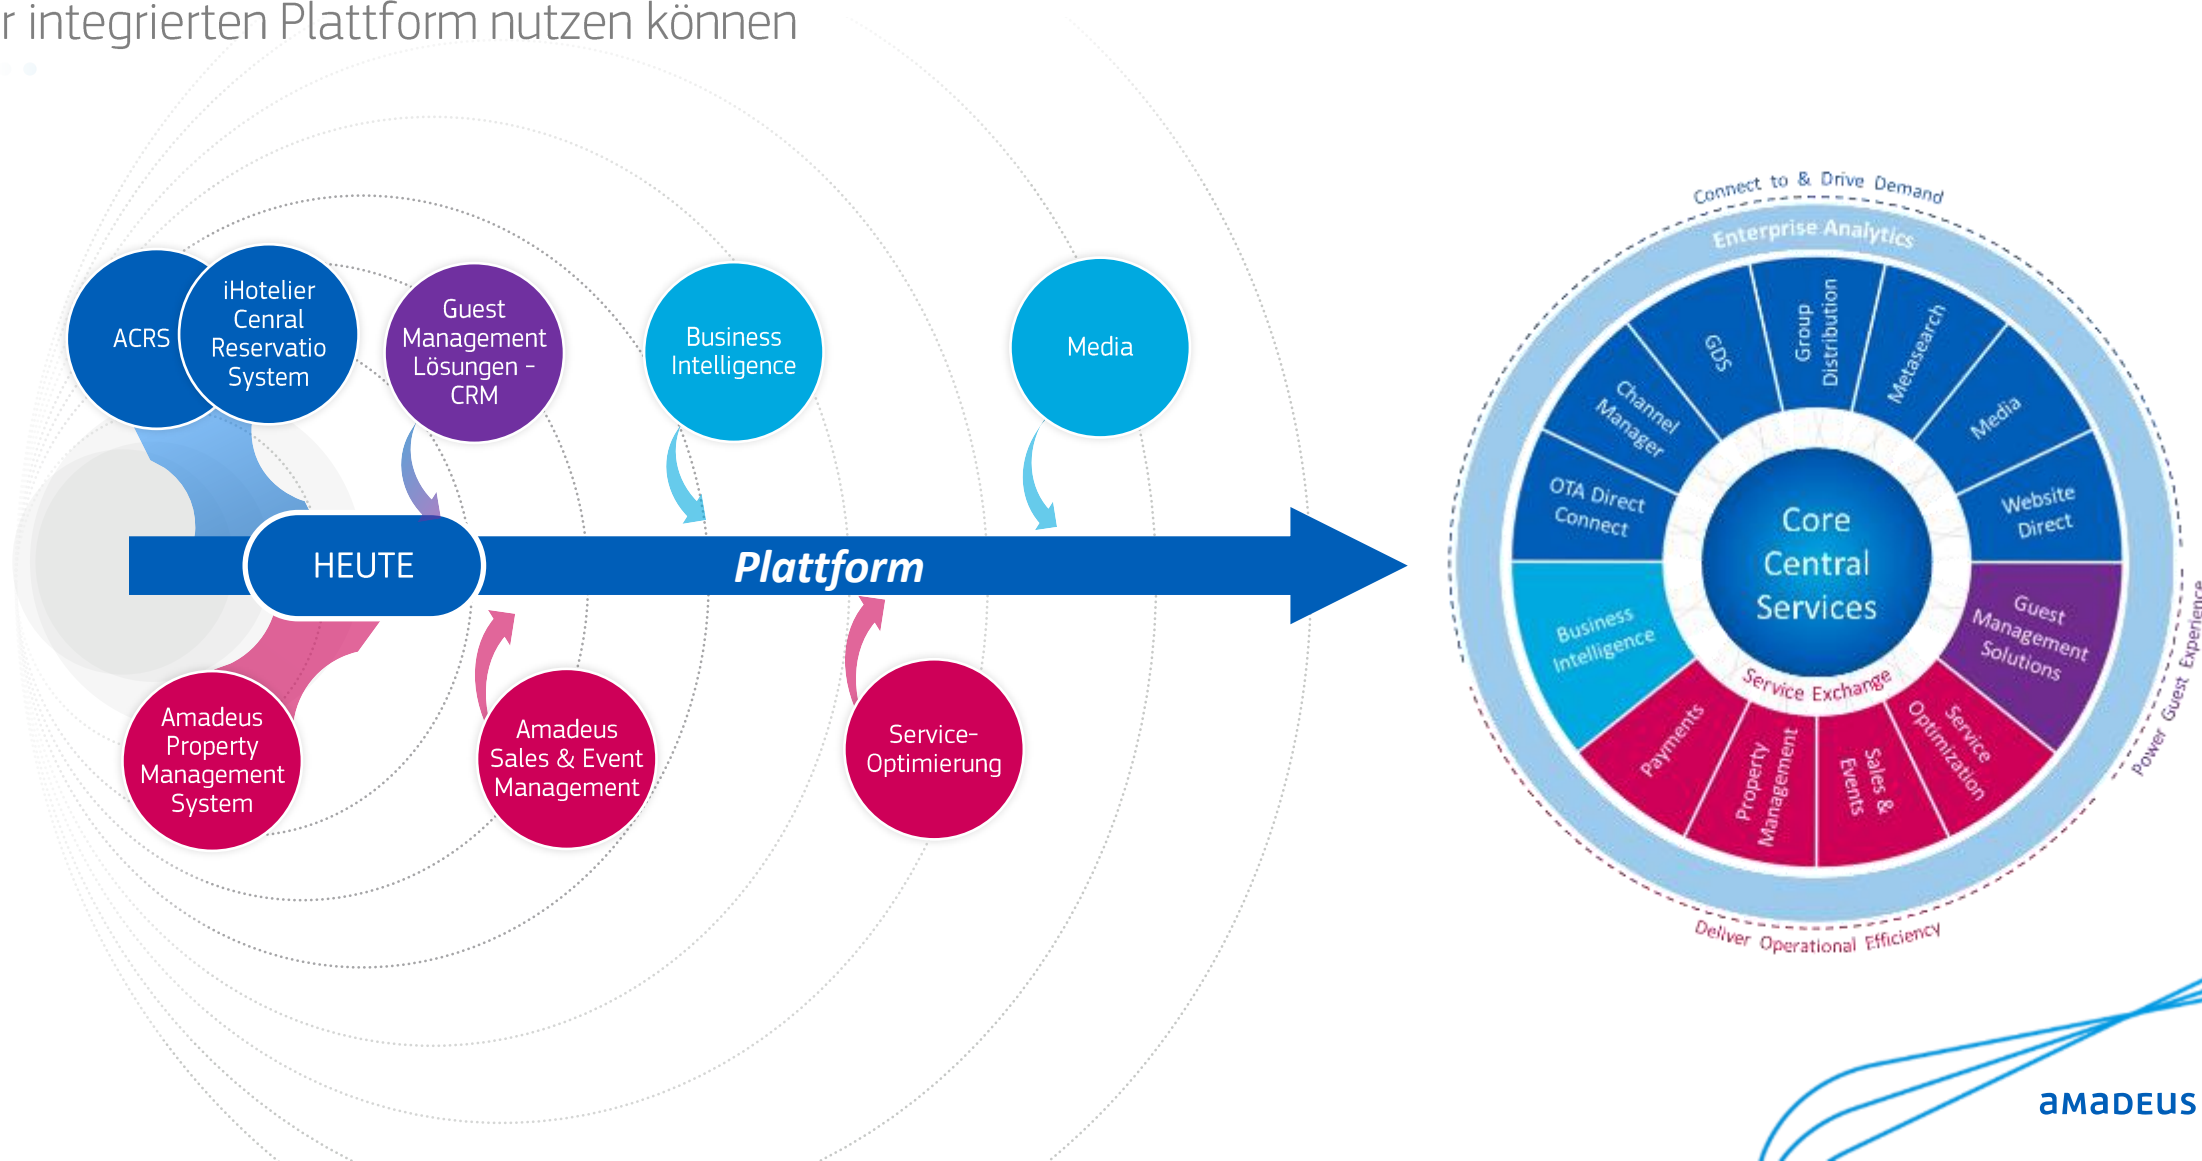 r integrierten Plattform nutzen können
ACRS
iHotelier
Cenral
Reservatio
System
Guest
Management
Lösungen -
CRM
Business
Intelligence
Media
HEUTE
Plattform
Amadeus
Property
Management
System
Amadeus
Sales & Event
Management
Service-
Optimierung
Connect to & Drive Demand
Enterprise Analytics
OTA Direct
Connect
Channel
Manager
GDS
Group
Distribution
Metasearch
Media
Website
Direct
Guest
Management
Solutions
Service
Optimization
Sales &
Events
Property
Management
Payments
Business
Intelligence
Core
Central
Services
Service Exchange
Power Guest Experience
Deliver Operational Efficiency
aMaDEUS